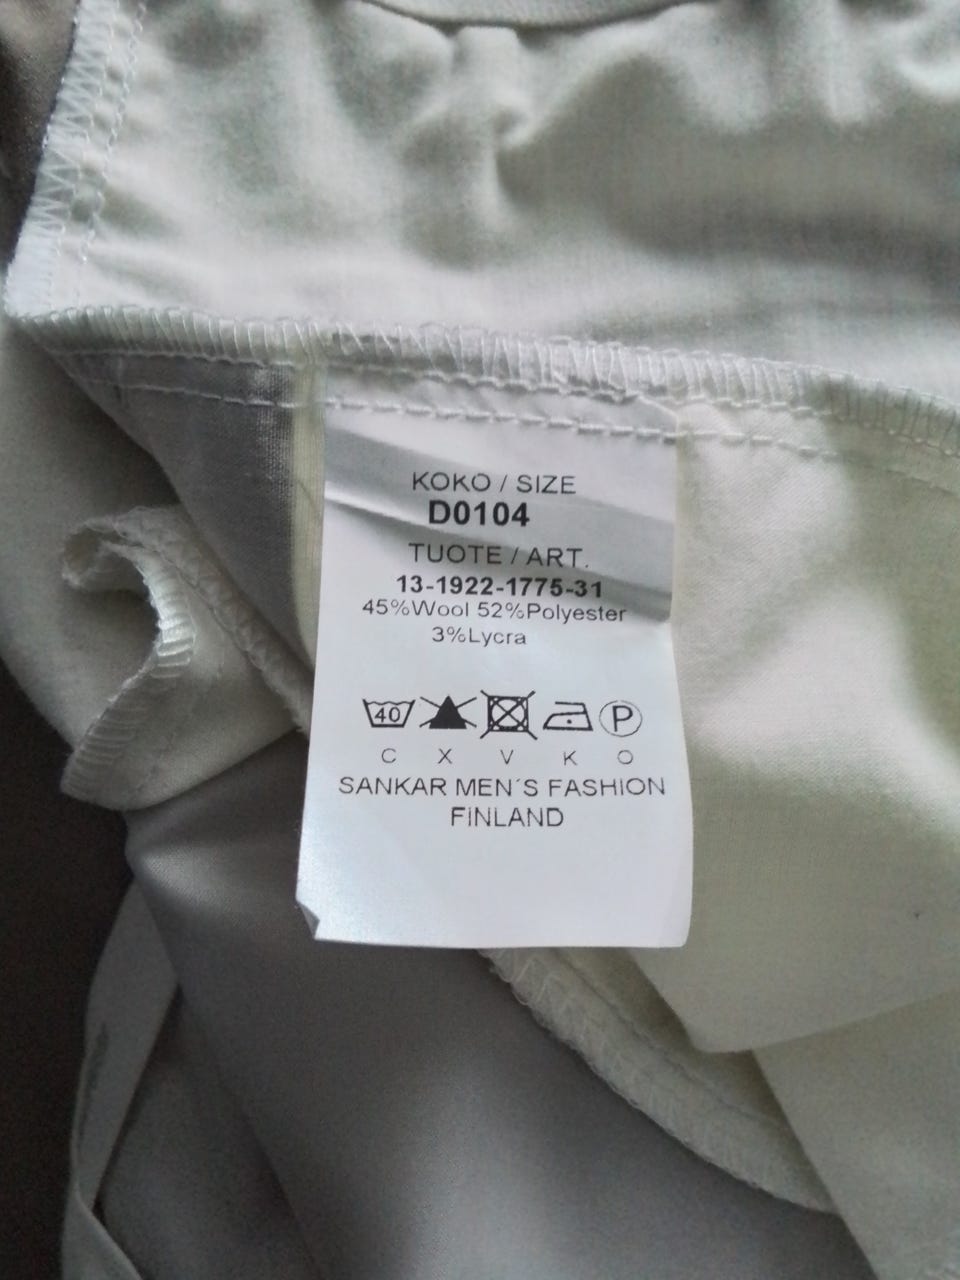 KOKO / SIZE
D0104
TUOTE / ART.
13-1922-1775-31
45%Wool 52%Polyester
3%Lycra
40 P
C X V K O
SANKAR MEN´S FASHION
FINLAND